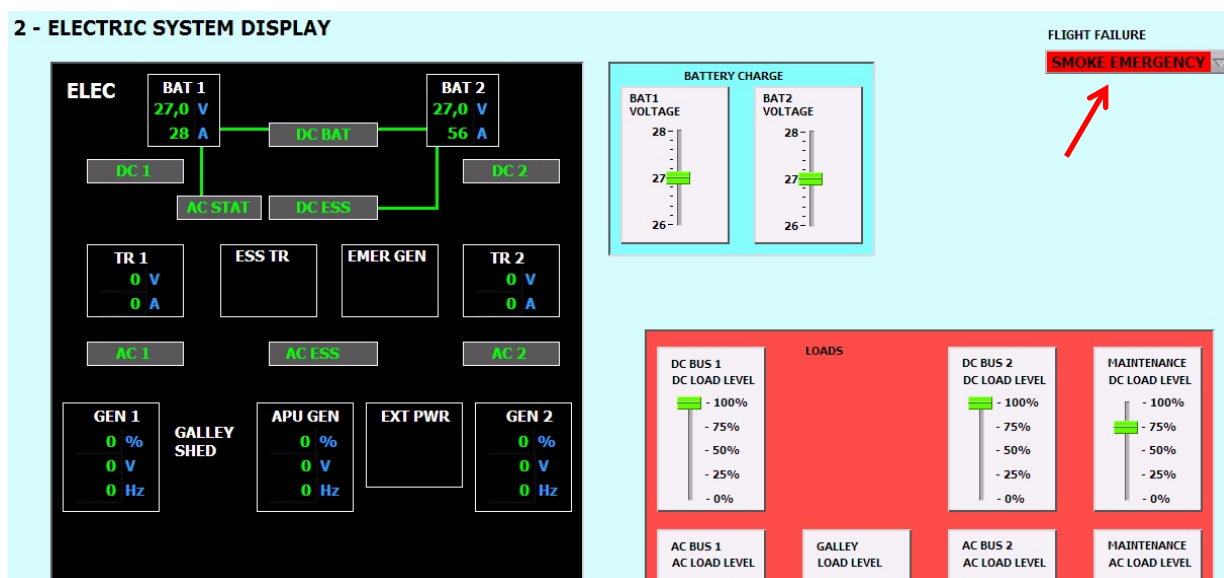 2 - ELECTRIC SYSTEM DISPLAY
FLIGHT FAILURE
SMOKE EMERGENCY
ELEC
BAT 1
27,0 V
28 A
DC BAT
BAT 2
27,0 V
56 A
DC 1
DC 2
AC STAT
DC ESS
TR 1
0 V
0 A
ESS TR
EMER GEN
TR 2
0 V
0 A
AC 1
AC ESS
AC 2
GEN 1
0 %
0 V
0 Hz
GALLEY
SHED
APU GEN
0 %
0 V
0 Hz
EXT PWR
GEN 2
0 %
0 V
0 Hz
BATTERY CHARGE
BAT1
VOLTAGE
28
27
26
BAT2
VOLTAGE
28
27
26
LOADS
DC BUS 1
DC LOAD LEVEL
- 100%
- 75%
- 50%
- 25%
- 0%
DC BUS 2
DC LOAD LEVEL
- 100%
- 75%
- 50%
- 25%
- 0%
MAINTENANCE
DC LOAD LEVEL
- 100%
- 75%
- 50%
- 25%
- 0%
AC BUS 1
AC LOAD LEVEL
GALLEY
LOAD LEVEL
AC BUS 2
AC LOAD LEVEL
MAINTENANCE
AC LOAD LEVEL